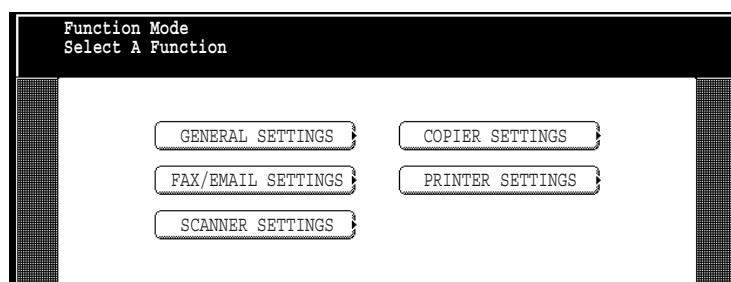 Function Mode
Select A Function
GENERAL SETTINGS
COPIER SETTINGS
FAX/EMAIL SETTINGS
PRINTER SETTINGS
SCANNER SETTINGS